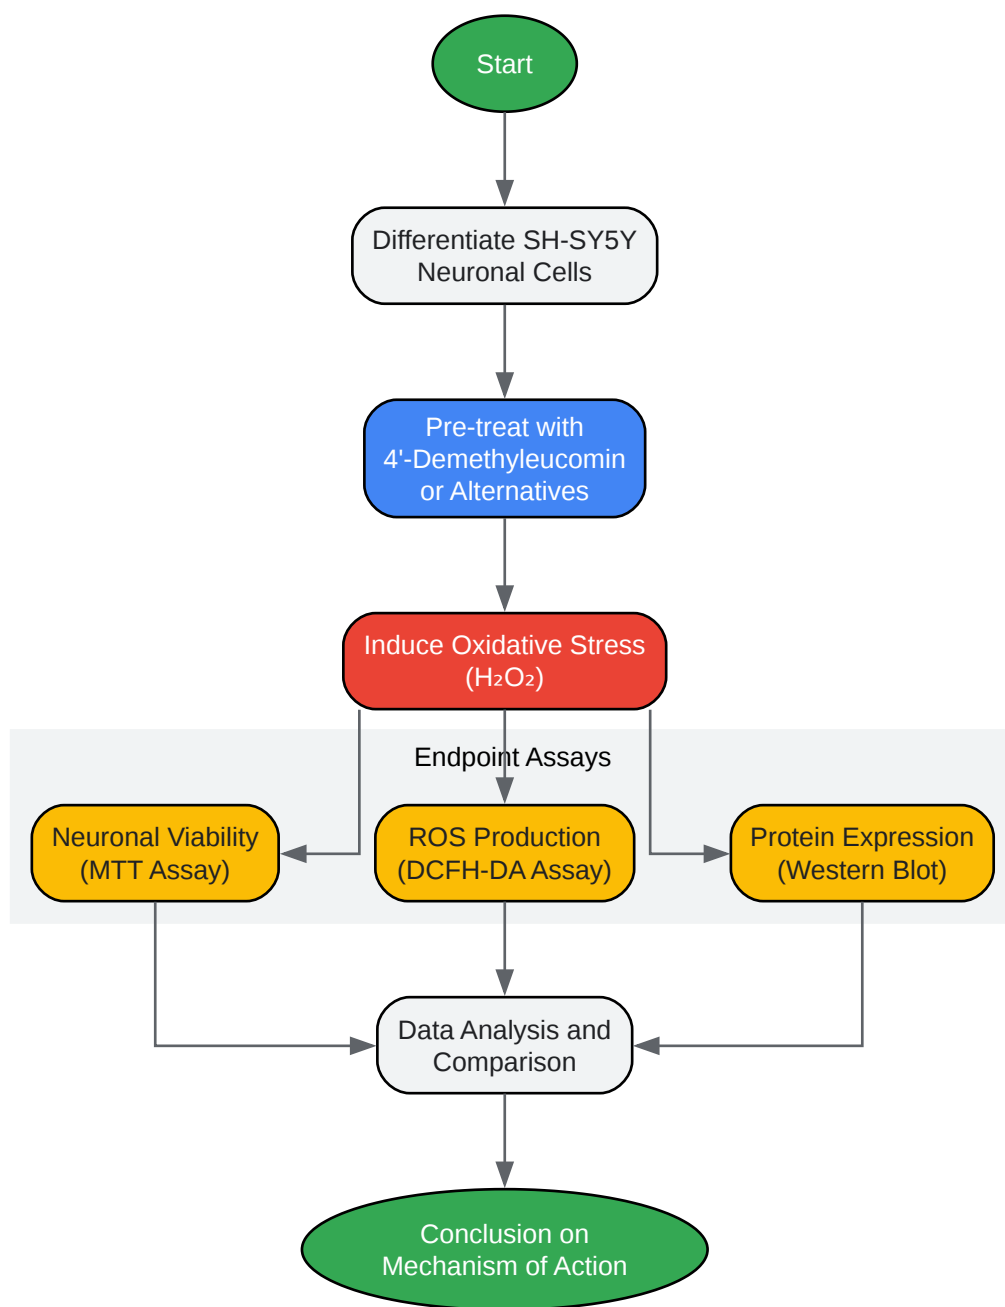 Start
Differentiate SH-SY5Y
Neuronal Cells
Pre-treat with
4'-Demethyleucomin
or Alternatives
Induce Oxidative Stress
(H₂O₂)
Endpoint Assays
Neuronal Viability
(MTT Assay)
ROS Production
(DCFH-DA Assay)
Protein Expression
(Western Blot)
Data Analysis and
Comparison
Conclusion on
Mechanism of Action